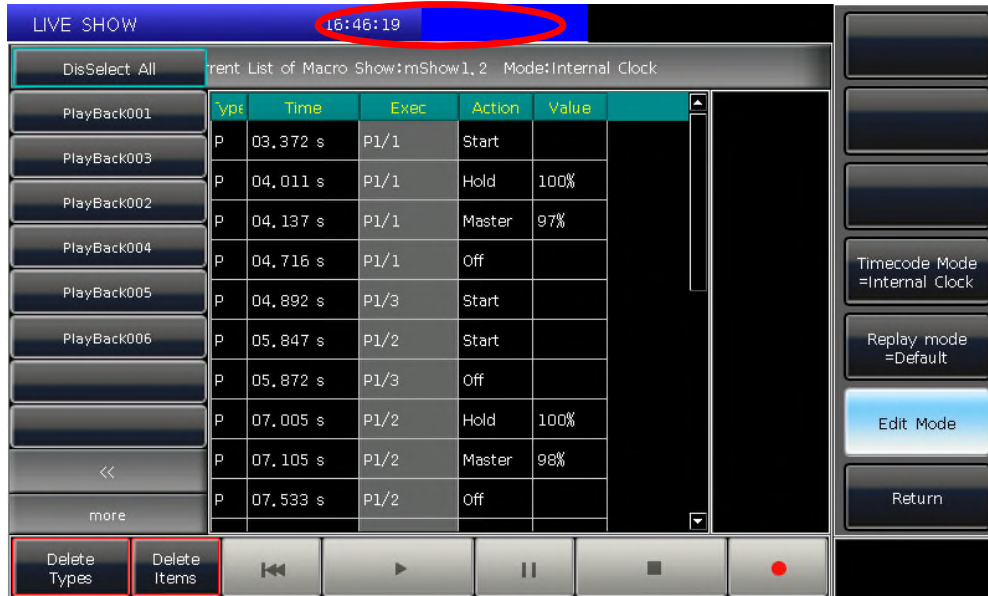 LIVE SHOW 16:46:19
DisSelect All rent List of Macro Show:mShow1.2 Mode:Internal Clock
PlayBack001
PlayBack003
PlayBack002
PlayBack004
PlayBack005
PlayBack006
<<
more
Type Time Exec Action Value
P 03.372 s P1/1 Start
P 04.011 s P1/1 Hold 100%
P 04.137 s P1/1 Master 97%
P 04.716 s P1/1 Off
P 04.892 s P1/3 Start
P 05.847 s P1/2 Start
P 05.872 s P1/3 Off
P 07.005 s P1/2 Hold 100%
P 07.105 s P1/2 Master 98%
P 07.533 s P1/2 Off
Timecode Mode
=Internal Clock
Replay mode
=Default
Edit Mode
Return
Delete
Types
Delete
Items